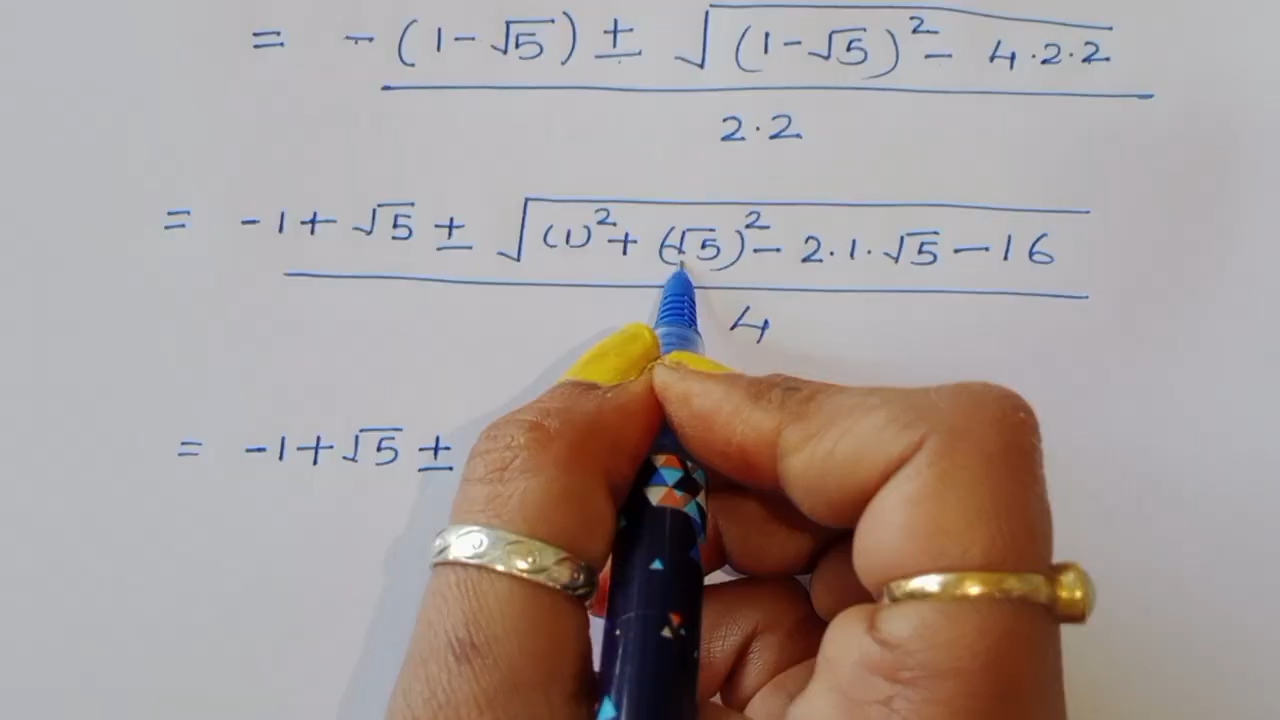 = -(1-√5) ± √(1-√5)² - 4·2·2
2·2
= -1+√5 ± √(1)² + (√5)² - 2·1·√5 - 16
4
= -1+√5 ±